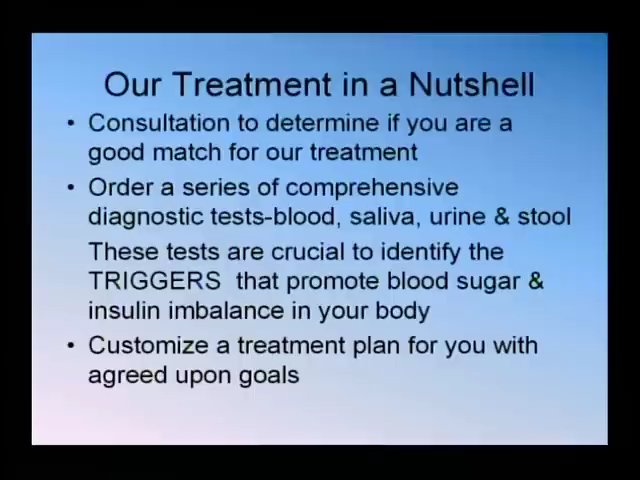 Our Treatment in a Nutshell
• Consultation to determine if you are a
good match for our treatment
• Order a series of comprehensive
diagnostic tests-blood, saliva, urine & stool
These tests are crucial to identify the
TRIGGERS that promote blood sugar &
insulin imbalance in your body
• Customize a treatment plan for you with
agreed upon goals